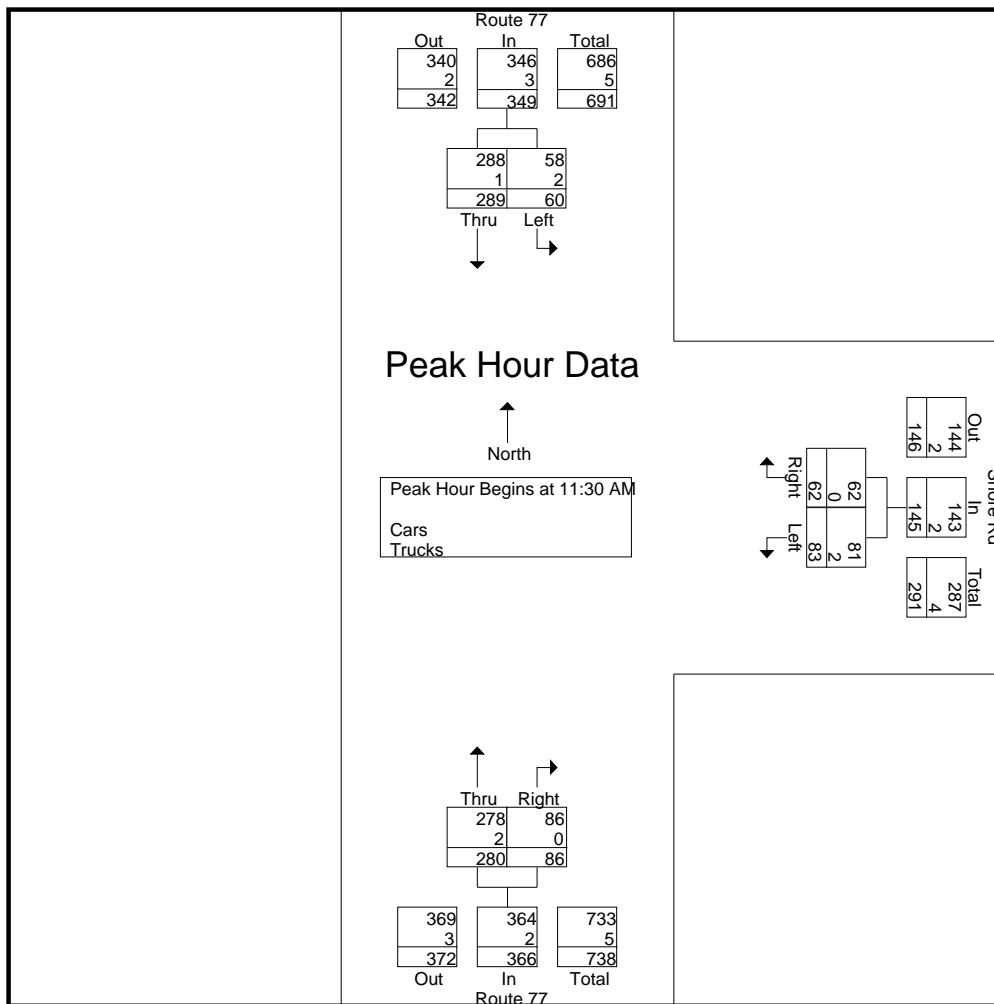 Route 77
Out In Total
340 346 686
2 3 5
342 349 691
288 58
1 2
289 60
Thru Left
Peak Hour Data
North
Peak Hour Begins at 11:30 AM
Cars
Trucks
Out In Total
144 143 287
2 2 4
146 145 291
62 81
0 2
62 83
Right Left
Thru Right
278 86
2 0
280 86
369 364 733
3 2 5
372 366 738
Out In Total
Route 77